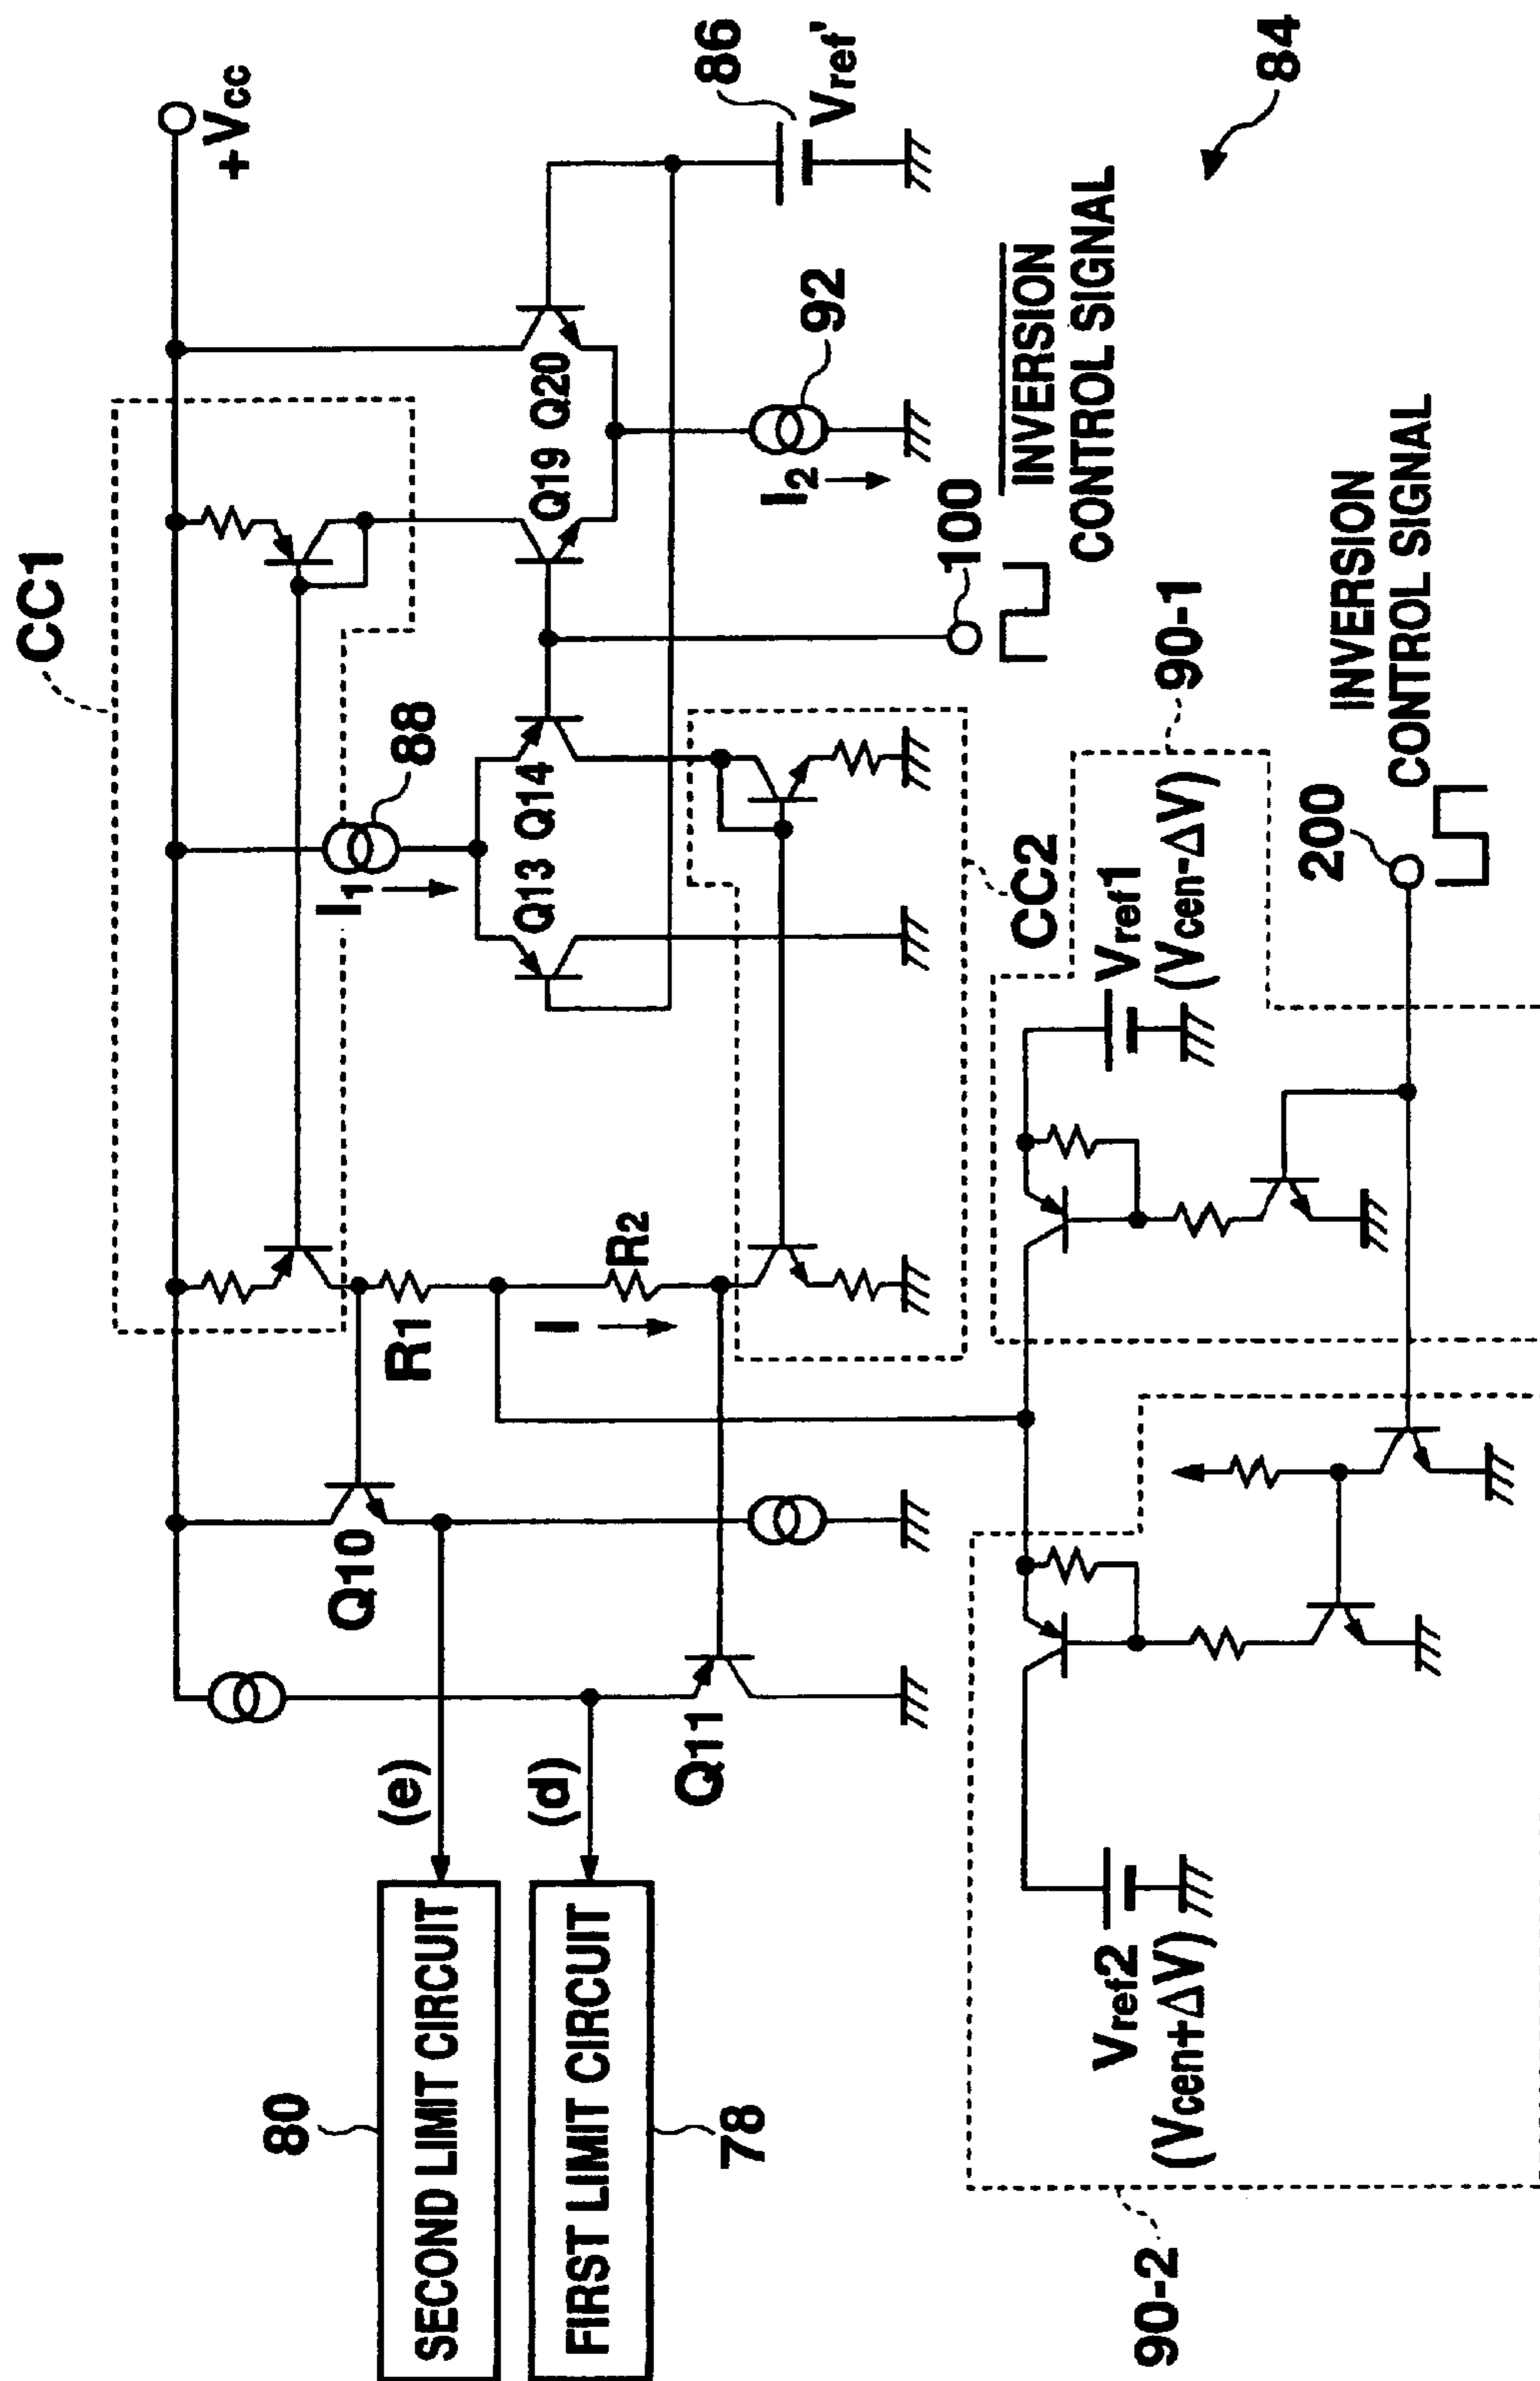 CC1
+Vcc
86
Vref'
88
I1
Q13
Q14
Q19
Q20
92
I2
100
INVERSION
CONTROL SIGNAL
84
R1
R2
I
CC2
Q10
Q11
(e)
(d)
80
SECOND LIMIT CIRCUIT
FIRST LIMIT CIRCUIT
78
90-1
Vref1
(Vcen-ΔV)
200
INVERSION
CONTROL SIGNAL
Vref2
(Vcen+ΔV)
90-2